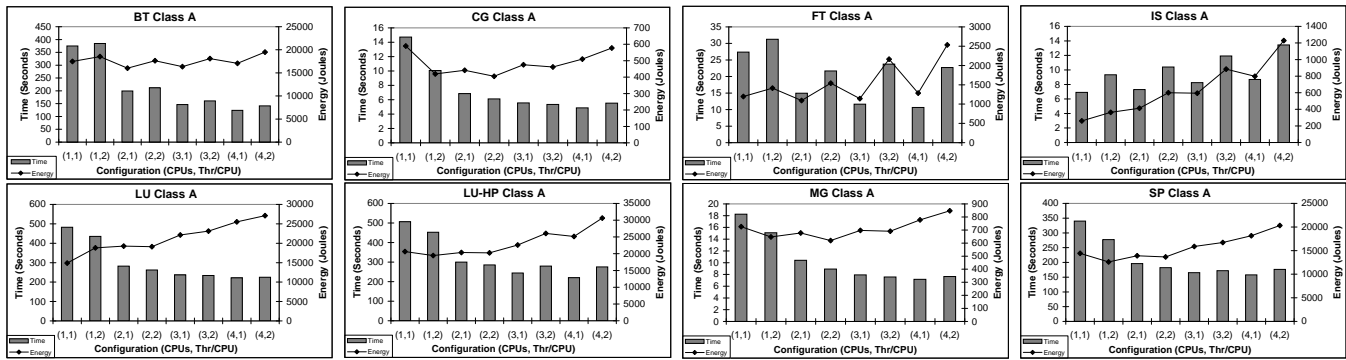 BT Class A
450
400
350
300
250
200
150
100
50
0
Time (Seconds)
25000
20000
15000
10000
5000
0
Energy (Joules)
(1,1) (1,2) (2,1) (2,2) (3,1) (3,2) (4,1) (4,2)
Time
Energy
Configuration (CPUs, Thr/CPU)
CG Class A
16
14
12
10
8
6
4
2
0
Time (Seconds)
700
600
500
400
300
200
100
0
Energy (Joules)
(1,1) (1,2) (2,1) (2,2) (3,1) (3,2) (4,1) (4,2)
Time
Energy
Configuration (CPUs, Thr/CPU)
FT Class A
35
30
25
20
15
10
5
0
Time (Seconds)
3000
2500
2000
1500
1000
500
0
Energy (Joules)
(1,1) (1,2) (2,1) (2,2) (3,1) (3,2) (4,1) (4,2)
Time
Energy
Configuration (CPUs, Thr/CPU)
IS Class A
16
14
12
10
8
6
4
2
0
Time (Seconds)
1400
1200
1000
800
600
400
200
0
Energy (Joules)
(1,1) (1,2) (2,1) (2,2) (3,1) (3,2) (4,1) (4,2)
Time
Energy
Configuration (CPUs, Thr/CPU)
LU Class A
600
500
400
300
200
100
0
Time (Seconds)
30000
25000
20000
15000
10000
5000
0
Energy (Joules)
(1,1) (1,2) (2,1) (2,2) (3,1) (3,2) (4,1) (4,2)
Time
Energy
Configuration (CPUs, Thr/CPU)
LU-HP Class A
600
500
400
300
200
100
0
Time (Seconds)
35000
30000
25000
20000
15000
10000
5000
0
Energy (Joules)
(1,1) (1,2) (2,1) (2,2) (3,1) (3,2) (4,1) (4,2)
Time
Energy
Configuration (CPUs, Thr/CPU)
MG Class A
20
18
16
14
12
10
8
6
4
2
0
Time (Seconds)
900
800
700
600
500
400
300
200
100
0
Energy (Joules)
(1,1) (1,2) (2,1) (2,2) (3,1) (3,2) (4,1) (4,2)
Time
Energy
Configuration (CPUs, Thr/CPU)
SP Class A
400
350
300
250
200
150
100
50
0
Time (Seconds)
25000
20000
15000
10000
5000
0
Energy (Joules)
(1,1) (1,2) (2,1) (2,2) (3,1) (3,2) (4,1) (4,2)
Time
Energy
Configuration (CPUs, Thr/CPU)